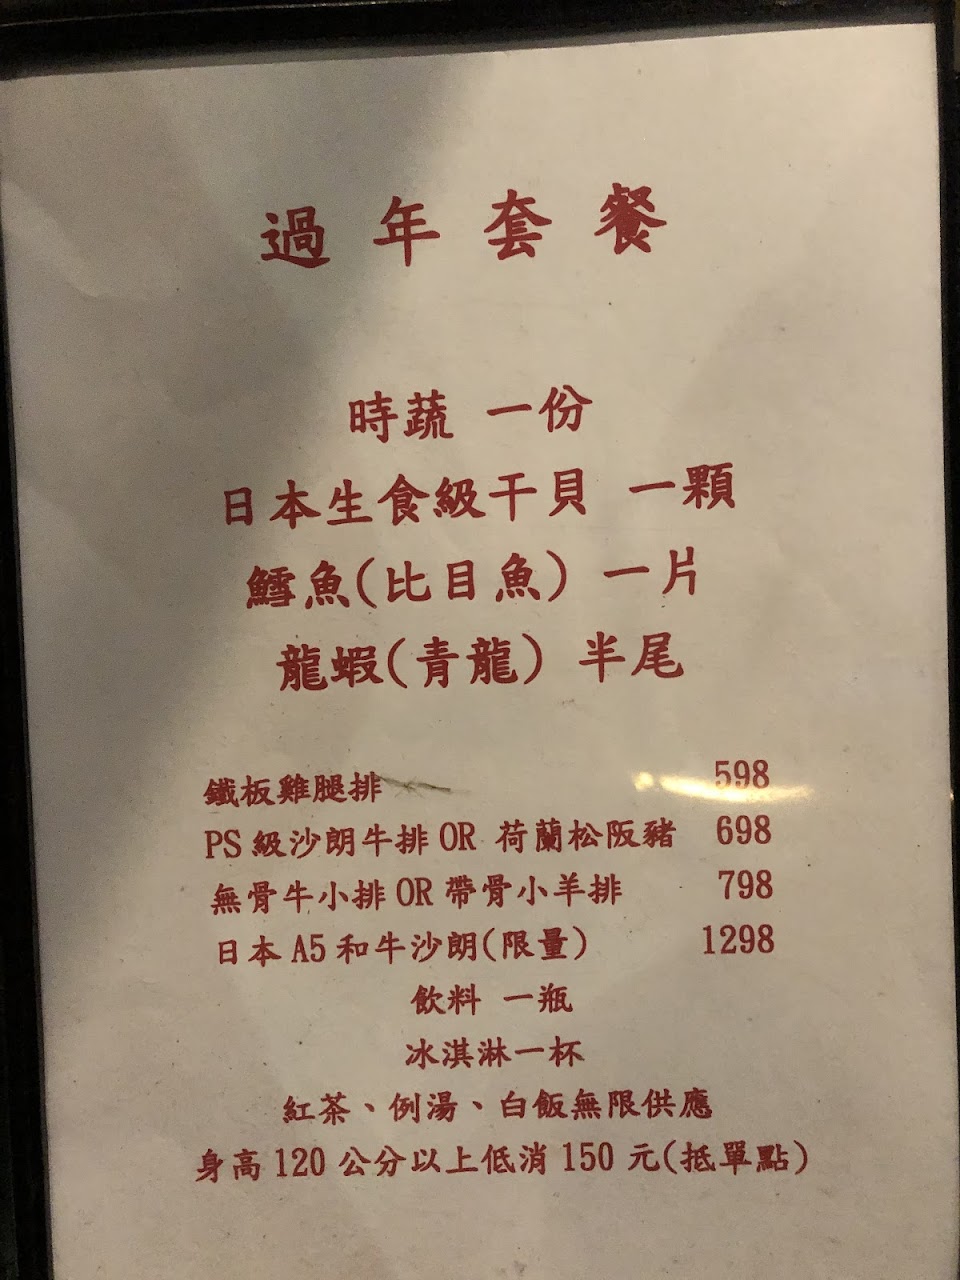 過年套餐
時蔬 一份
日本生食級干貝 一顆
鱈魚(比目魚) 一片
龍蝦(青龍) 半尾
鐵板雞腿排 598
PS級沙朗牛排OR 荷蘭松阪豬 698
無骨牛小排OR帶骨小羊排 798
日本A5和牛沙朗(限量) 1298
飲料 一瓶
冰淇淋一杯
紅茶、例湯、白飯無限供應
身高120公分以上低消150元(抵單點)